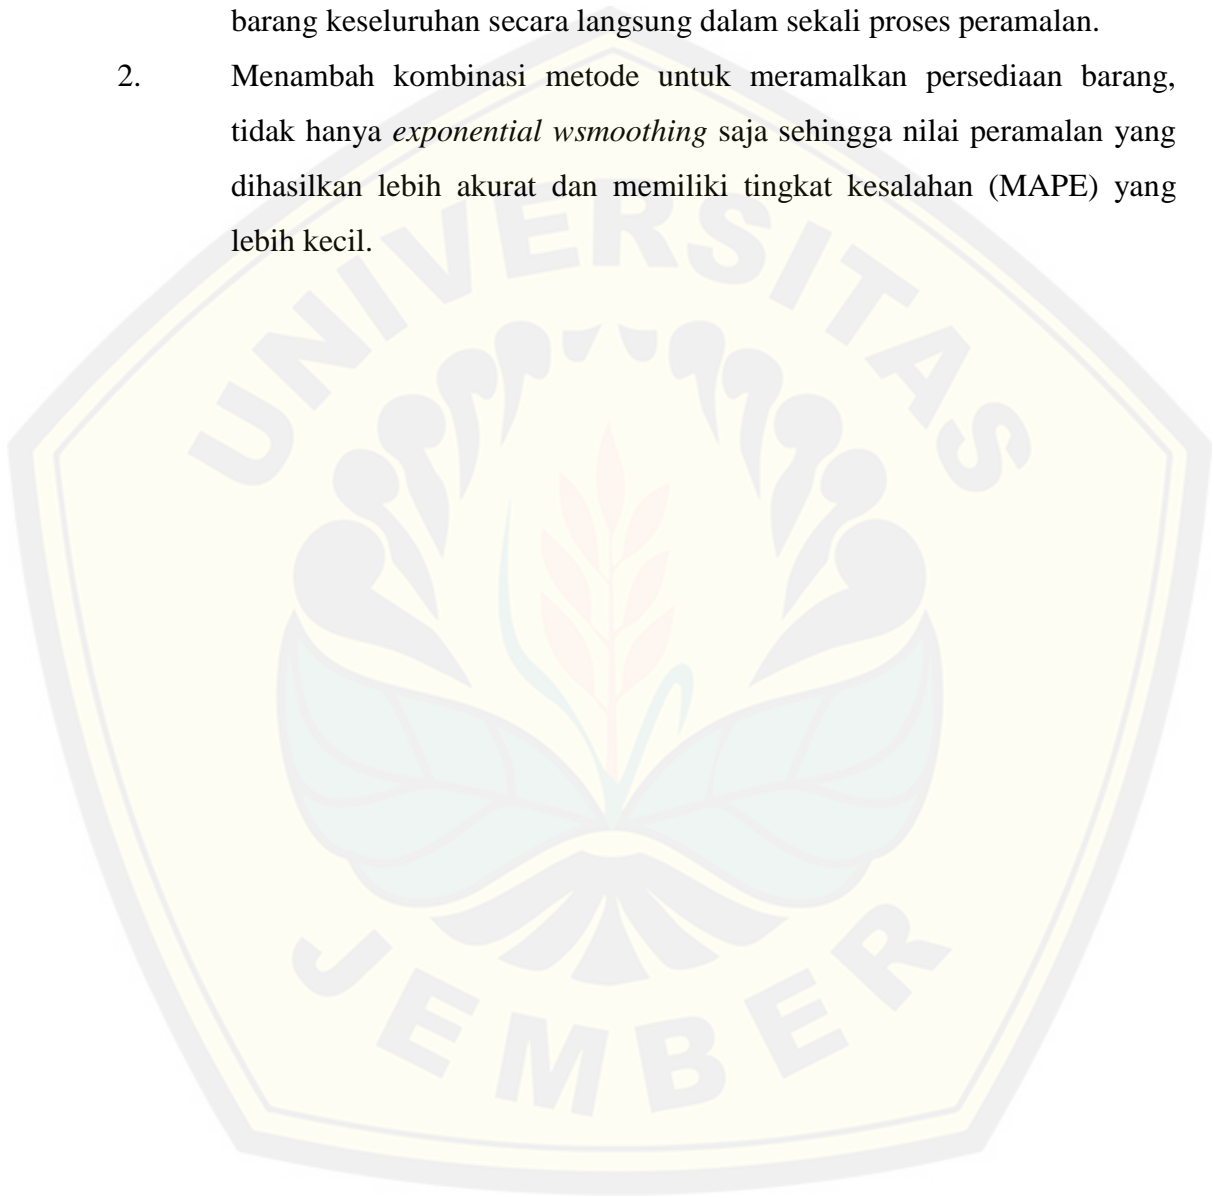 barang keseluruhan secara langsung dalam sekali proses peramalan.
2. Menambah kombinasi metode untuk meramalkan persediaan barang,
tidak hanya exponential wsmoothing saja sehingga nilai peramalan yang
dihasilkan lebih akurat dan memiliki tingkat kesalahan (MAPE) yang
lebih kecil.
UNIVERSITAS
JEMBER